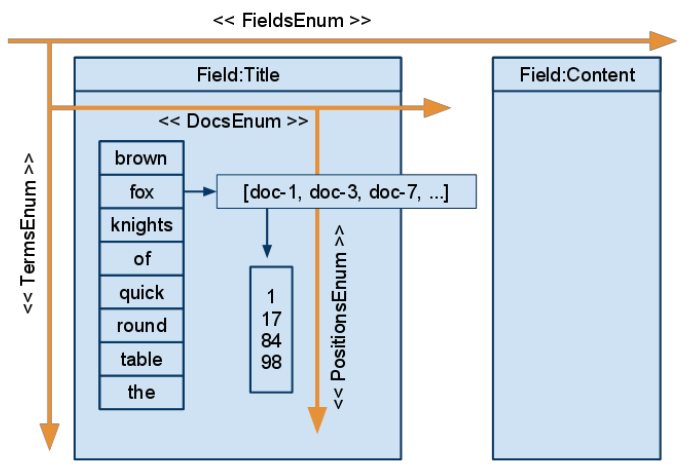 << FieldsEnum >>
Field:Title
Field:Content
<< DocsEnum >>
<< TermsEnum >>
brown
fox
knights
of
quick
round
table
the
[doc-1, doc-3, doc-7, ...]
1
17
84
98
<< PositionsEnum >>